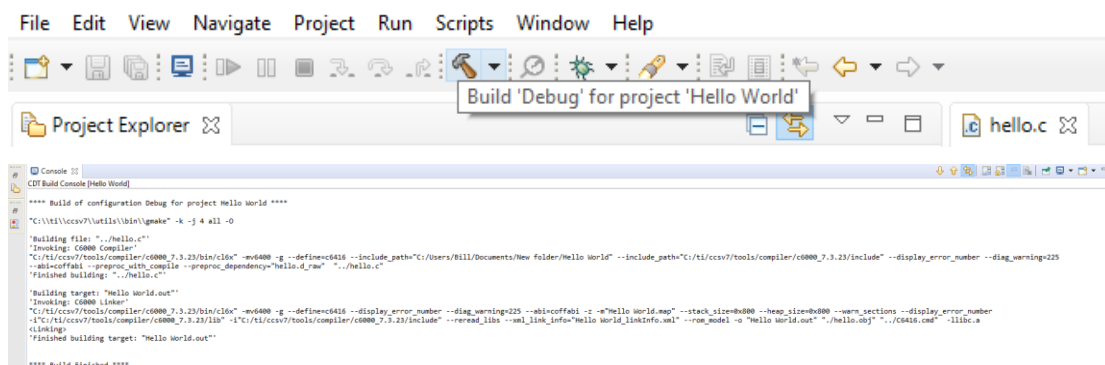 File Edit View Navigate Project Run Scripts Window Help
Build 'Debug' for project 'Hello World'
Project Explorer
hello.c
Console
CDT Build Console [Hello World]
**** Build of configuration Debug for project Hello World ****
"C:\\ti\\ccsv7\\utils\\bin\\gmake" -k -j 4 all -O
'Building file: "../hello.c"'
'Invoking: C6000 Compiler'
"C:/ti/ccsv7/tools/compiler/c6000_7.3.23/bin/cl6x" -mv6400 -g --define=c6416 --include_path="C:/Users/Bill/Documents/New folder/Hello World" --include_path="C:/ti/ccsv7/tools/compiler/c6000_7.3.23/include" --display_error_number --diag_warning=225
--abi=coffabi --preproc_with_compile --preproc_dependency="hello.d_raw" "../hello.c"
'Finished building: "../hello.c"'
'Building target: "Hello World.out"'
'Invoking: C6000 Linker'
"C:/ti/ccsv7/tools/compiler/c6000_7.3.23/bin/cl6x" -mv6400 -g --define=c6416 --display_error_number --diag_warning=225 --abi=coffabi -z -m"Hello World.map" --stack_size=0x800 --heap_size=0x800 --warn_sections --display_error_number
-i"C:/ti/ccsv7/tools/compiler/c6000_7.3.23/lib" -i"C:/ti/ccsv7/tools/compiler/c6000_7.3.23/include" --reread_libs --xml_link_info="Hello World_linkInfo.xml" --rom_model -o "Hello World.out" "./hello.obj" "../C6416.cmd" -llibc.a
<Linking>
'Finished building target: "Hello World.out"'
**** Build Finished ****